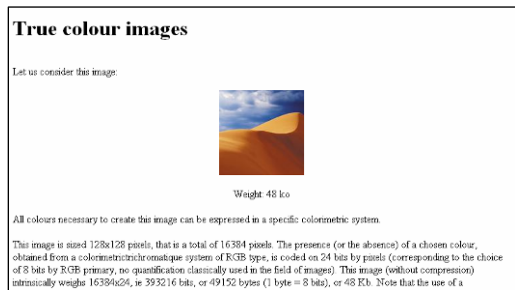 True colour images
Let us consider this image:
Weight: 48 ko
All colours necessary to create this image can be expressed in a specific colorimetric system.
This image is sized 128x128 pixels, that is a total of 16384 pixels. The presence (or the absence) of a chosen colour,
obtained from a colorimetrictrichromatique system of RGB type, is coded on 24 bits by pixels (corresponding to the choice
of 8 bits by RGB primary, no quantification classically used in the field of images). This image (without compression)
intrinsically weighs 16384x24, ie 393216 bits, or 49152 bytes (1 byte = 8 bits), or 48 Kb. Note that the use of a